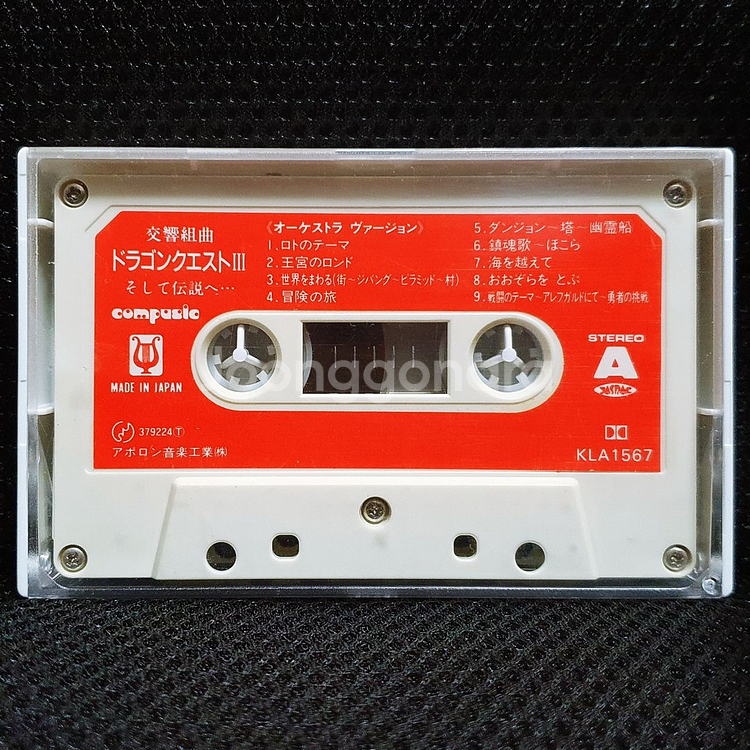 交響組曲
ドラゴンクエストIII
そして伝説へ…
compusic
MADE IN JAPAN
379224Ⓣ
アポロン音楽工業㈱
《オーケストラ ヴァージョン》
1.ロトのテーマ
2.王宮のロンド
3.世界をまわる(街～ジパング～ピラミッド～村)
4.冒険の旅
5.ダンジョン～塔～幽霊船
6.鎮魂歌～ほこら
7.海を越えて
8.おおぞらを とぶ
9.戦闘のテーマ～アレフガルドにて～勇者の挑戦
STEREO
A
KLA1567